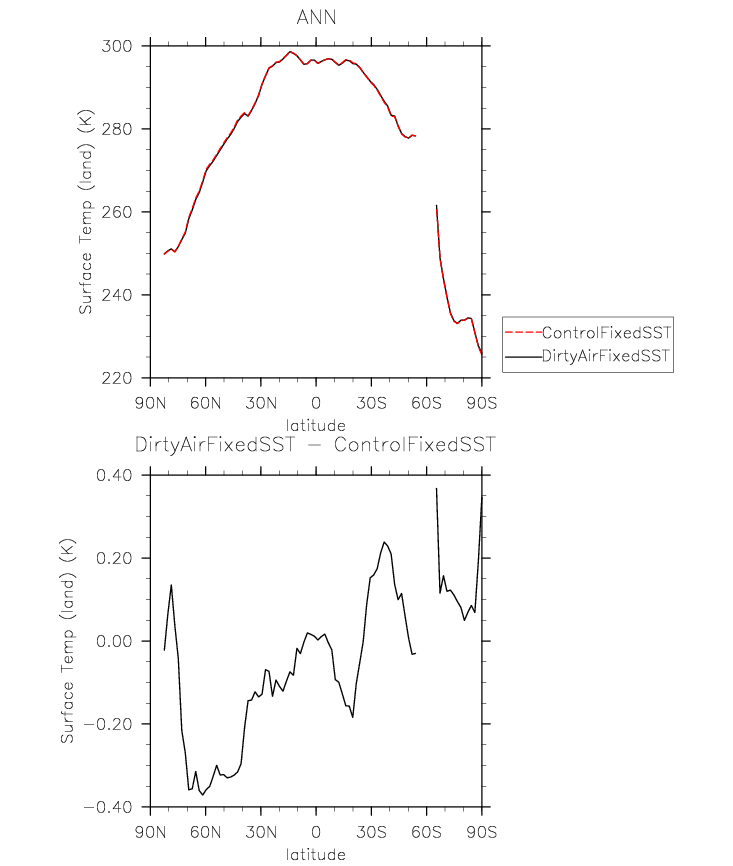 ANN
300
280
260
240
220
Surface Temp (land) (K)
90N 60N 30N 0 30S 60S 90S
latitude
ControlFixedSST
DirtyAirFixedSST
DirtyAirFixedSST − ControlFixedSST
0.40
0.20
0.00
−0.20
−0.40
Surface Temp (land) (K)
90N 60N 30N 0 30S 60S 90S
latitude